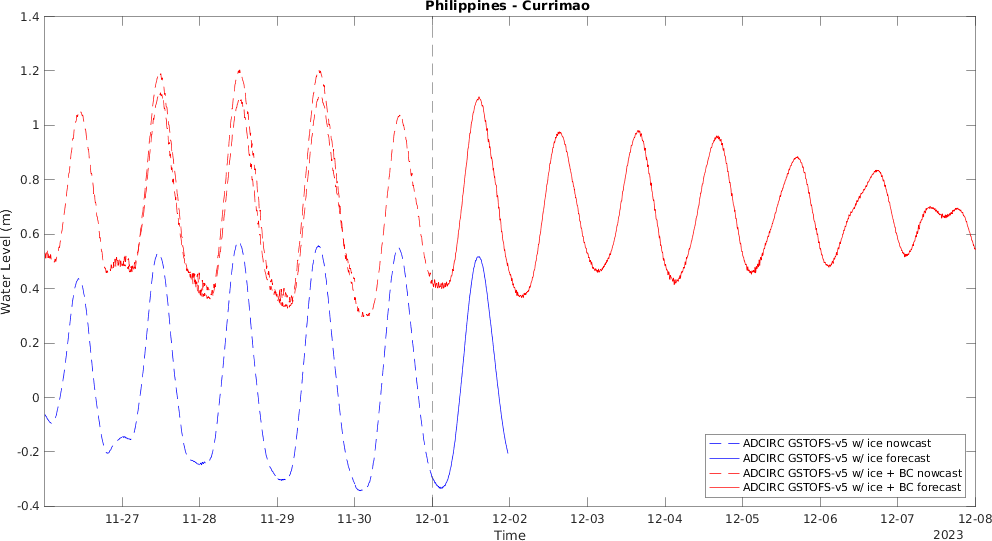 Philippines - Currimao
Water Level (m)
1.4
1.2
1
0.8
0.6
0.4
0.2
0
-0.2
-0.4
ADCIRC GSTOFS-v5 w/ ice nowcast
ADCIRC GSTOFS-v5 w/ ice forecast
ADCIRC GSTOFS-v5 w/ ice + BC nowcast
ADCIRC GSTOFS-v5 w/ ice + BC forecast
11-27 11-28 11-29 11-30 12-01 12-02 12-03 12-04 12-05 12-06 12-07 12-08
Time
2023